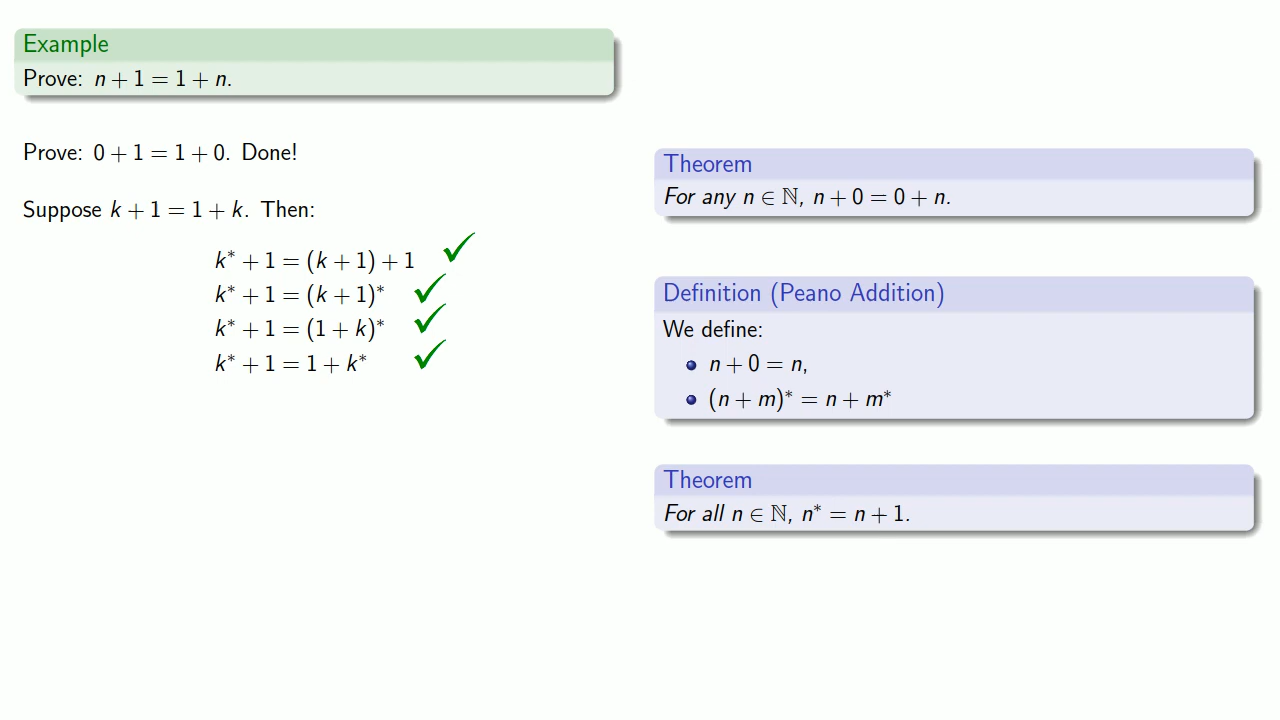 Example
Prove: n + 1 = 1 + n.
Prove: 0 + 1 = 1 + 0. Done!
Suppose k + 1 = 1 + k. Then:
k* + 1 = (k + 1) + 1 ✓
k* + 1 = (k + 1)* ✓
k* + 1 = (1 + k)* ✓
k* + 1 = 1 + k* ✓
Theorem
For any n ∈ ℕ, n + 0 = 0 + n.
Definition (Peano Addition)
We define:
• n + 0 = n,
• (n + m)* = n + m*
Theorem
For all n ∈ ℕ, n* = n + 1.